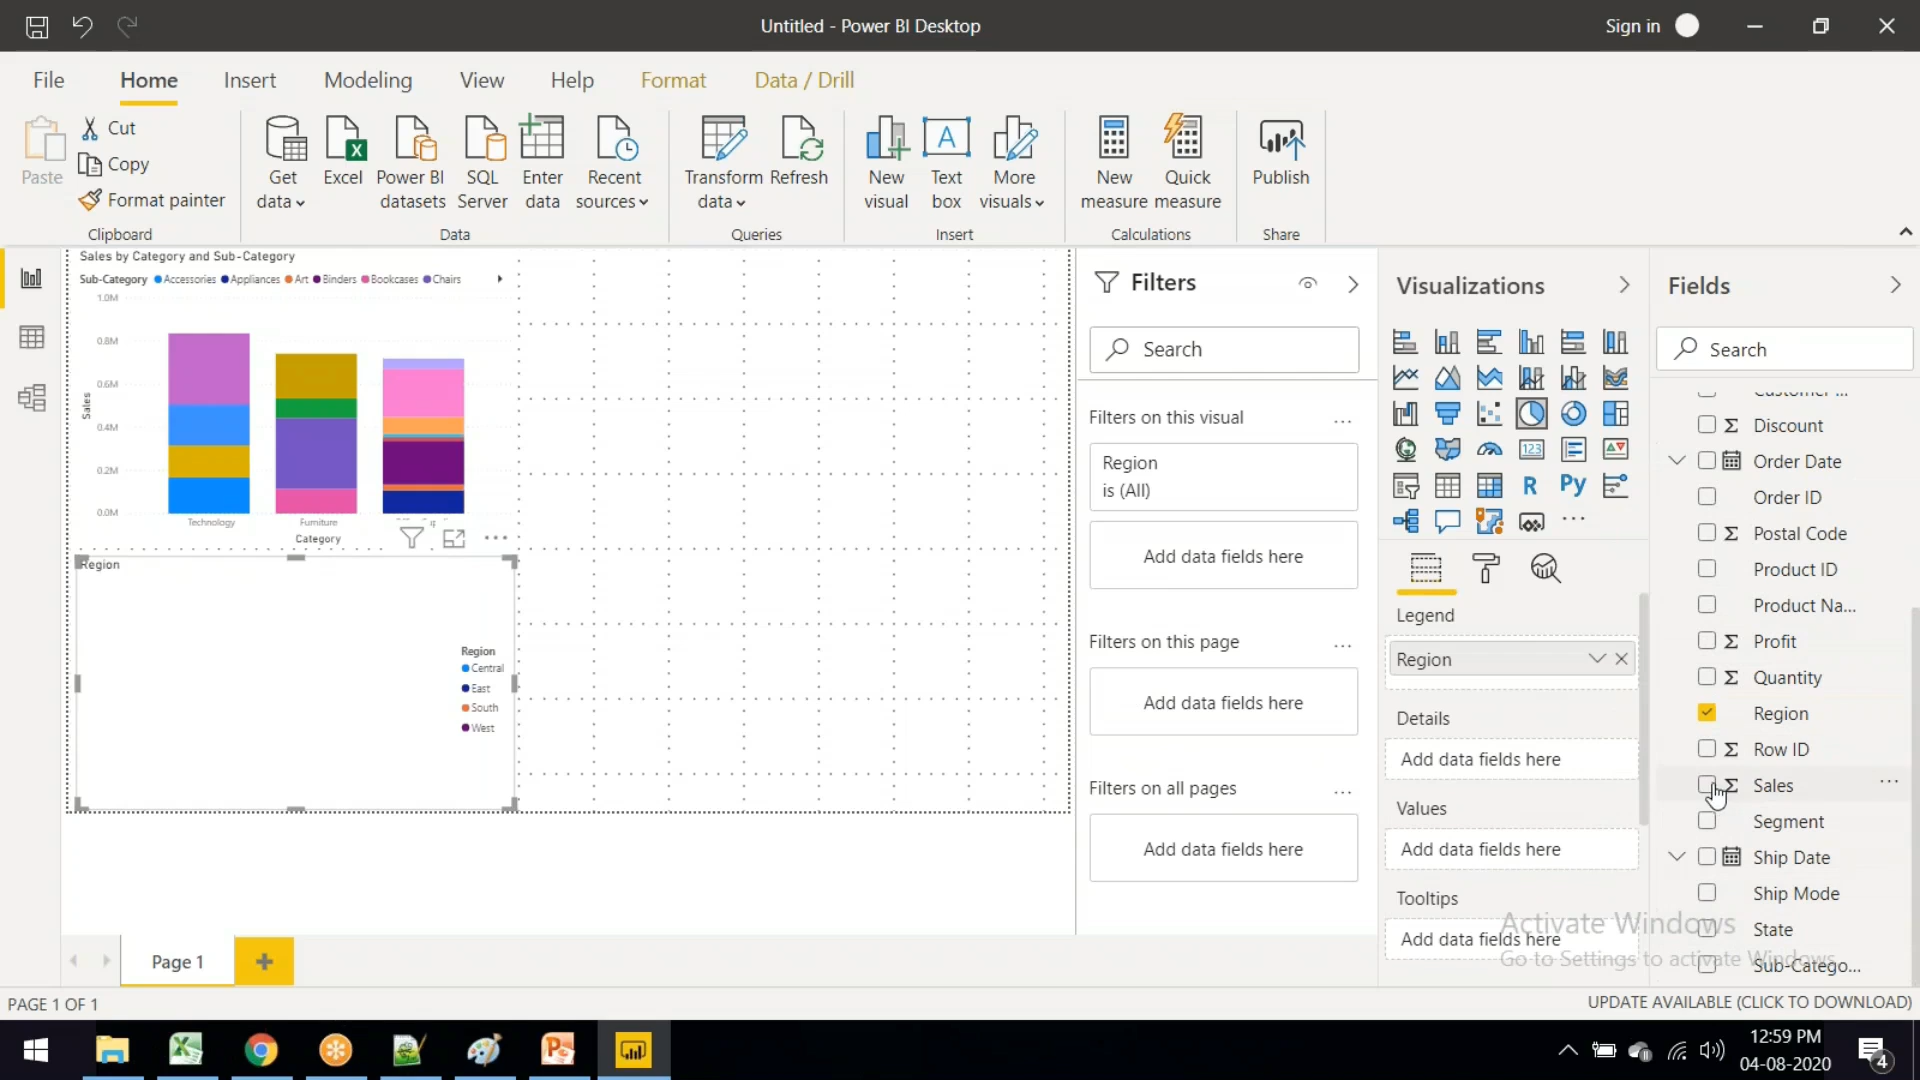 Untitled - Power BI Desktop
Sign in
File Home Insert Modeling View Help Format Data / Drill
Paste
Cut
Copy
Format painter
Clipboard
Get data
Excel
Power BI datasets
SQL Server
Enter data
Recent sources
Data
Transform data
Refresh
Queries
New visual
Text box
More visuals
Insert
New measure
Quick measure
Calculations
Publish
Share
Sales by Category and Sub-Category
Sub-Category Accessories Appliances Art Binders Bookcases Chairs
1.0M
0.8M
0.6M
0.4M
0.2M
0.0M
Sales
Technology
Furniture
Category
Region
Region
Central
East
South
West
Filters
Search
Filters on this visual
Region
is (All)
Add data fields here
Filters on this page
Add data fields here
Filters on all pages
Add data fields here
Visualizations
123
R
Py
Legend
Region
Details
Add data fields here
Values
Add data fields here
Tooltips
Add data fields here
Fields
Search
Discount
Order Date
Order ID
Postal Code
Product ID
Product Na...
Profit
Quantity
Region
Row ID
Sales
Segment
Ship Date
Ship Mode
State
Sub-Catego...
Activate Windows
Go to Settings to activate Windows.
Page 1
PAGE 1 OF 1
UPDATE AVAILABLE (CLICK TO DOWNLOAD)
12:59 PM
04-08-2020
4